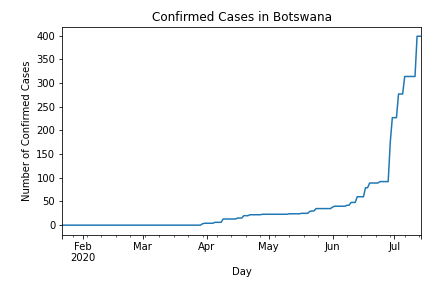 Confirmed Cases in Botswana
Number of Confirmed Cases
400
350
300
250
200
150
100
50
0
Feb
2020
Mar
Apr
May
Jun
Jul
Day